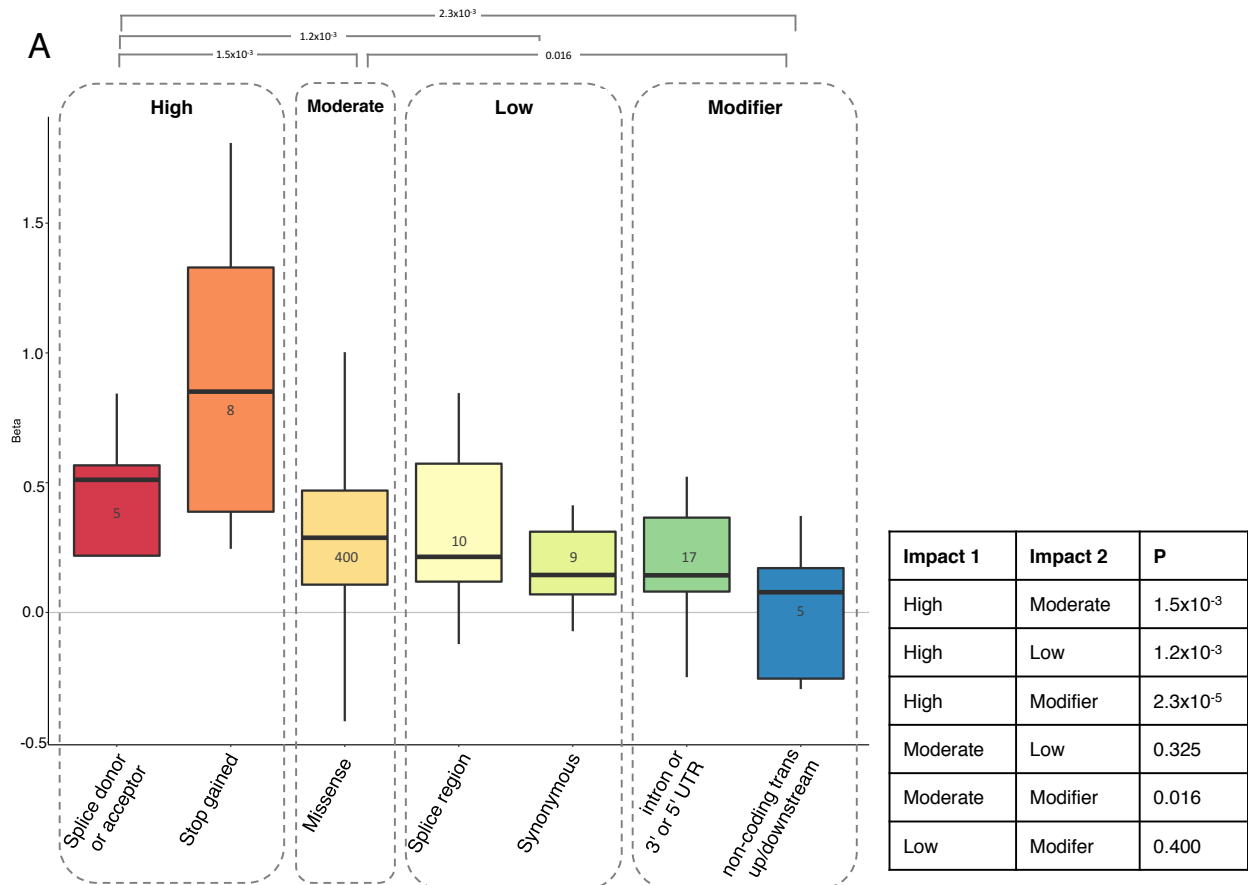 2.3x10⁻³
1.2x10⁻³
A
1.5x10⁻³ 0.016
High Moderate Low Modifier
1.5
1.0
8
Beta
0.5
5 400 10 9 17 5
0.0
-0.5
Splice donor
or acceptor
Stop gained
Missense
Splice region
Synonymous
intron or
3' or 5' UTR
non-coding trans
up/downstream
Impact 1 Impact 2 P
High Moderate 1.5x10⁻³
High Low 1.2x10⁻³
High Modifier 2.3x10⁻⁵
Moderate Low 0.325
Moderate Modifier 0.016
Low Modifer 0.400